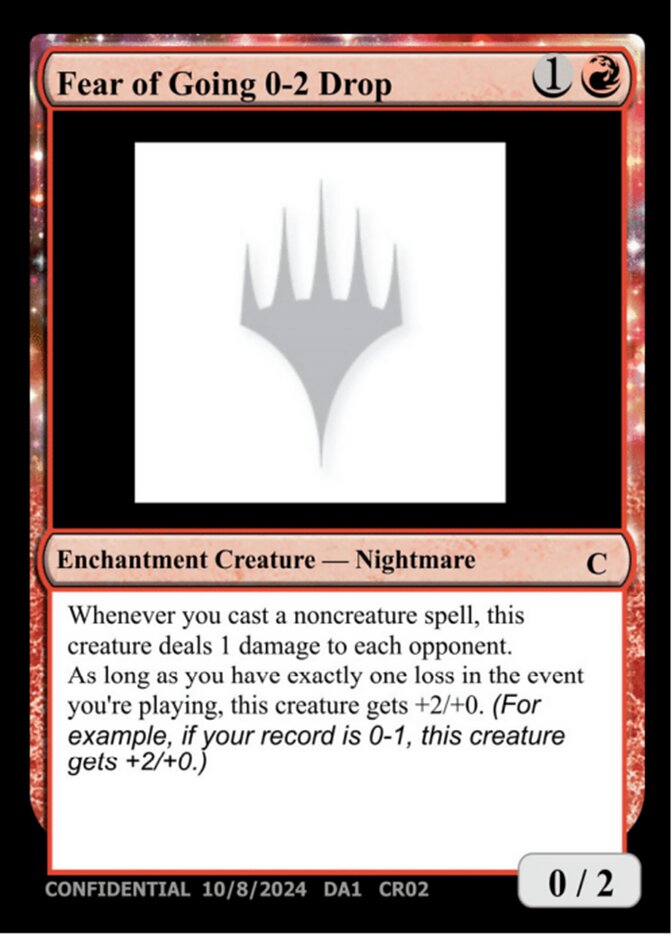 Fear of Going 0-2 Drop 1
Enchantment Creature — Nightmare C
Whenever you cast a noncreature spell, this
creature deals 1 damage to each opponent.
As long as you have exactly one loss in the event
you're playing, this creature gets +2/+0. (For
example, if your record is 0-1, this creature
gets +2/+0.)
CONFIDENTIAL 10/8/2024 DA1 CR02
0 / 2